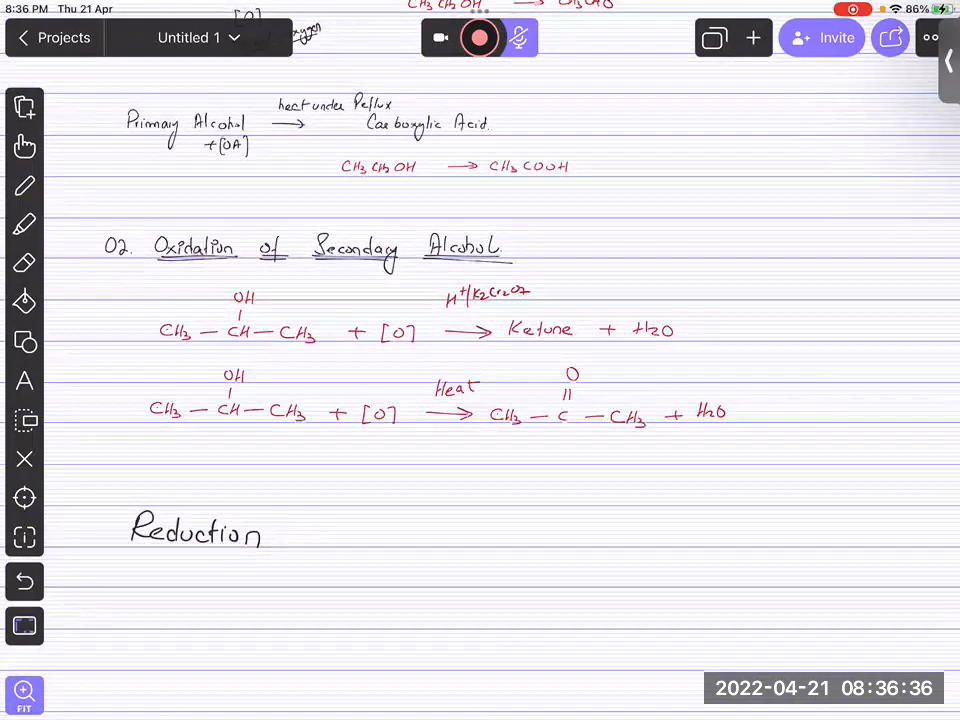 8:36 PM Thu 21 Apr
86%
[O]
Projects
Untitled 1
Invite
heat under Reflux
Primary Alcohol → Carboxylic Acid.
+[OA]
CH3 CH2 OH → CH3 COOH
02. Oxidation of Secondary Alcohol.
OH
H+/K2Cr2O7
CH3 — CH — CH3 + [O] → Ketone + H2O
OH
Heat
O
CH3 — CH — CH3 + [O] → CH3 — C — CH3 + H2O
Reduction
FIT
2022-04-21 08:36:36